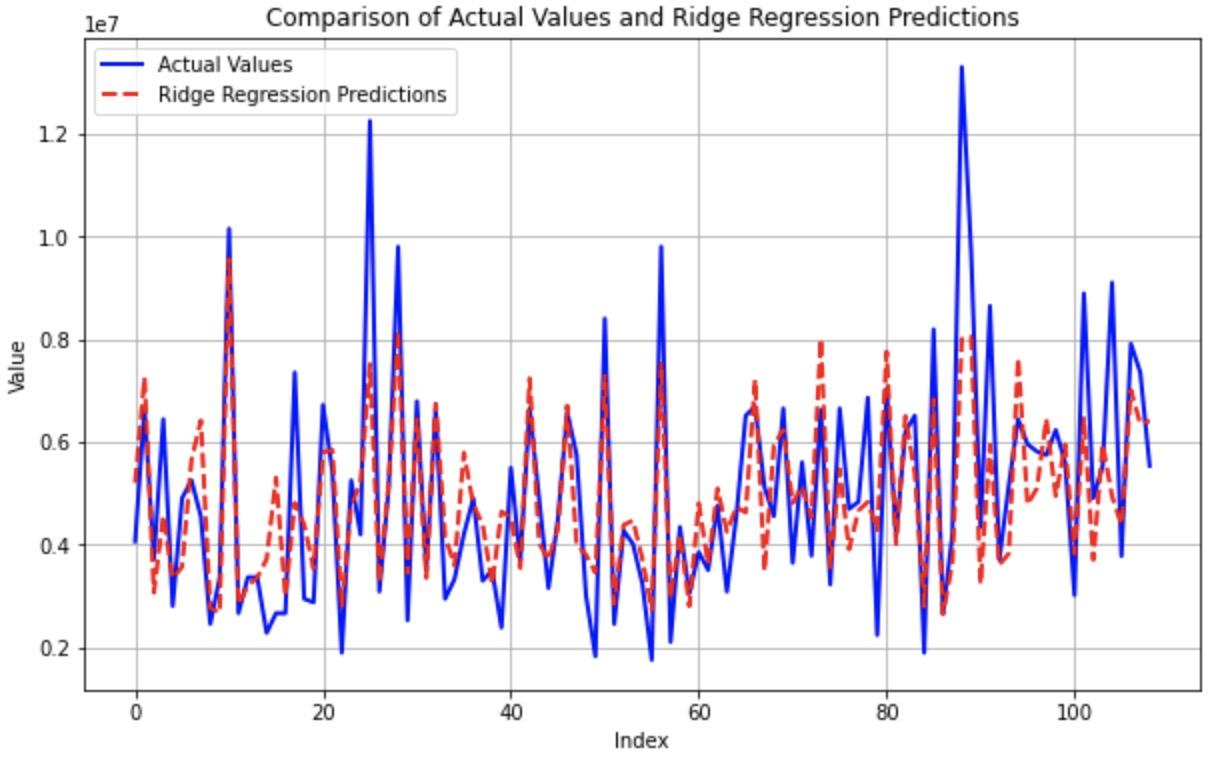 Comparison of Actual Values and Ridge Regression Predictions
1e7
Actual Values
Ridge Regression Predictions
1.2
1.0
0.8
0.6
0.4
0.2
Value
0 20 40 60 80 100
Index